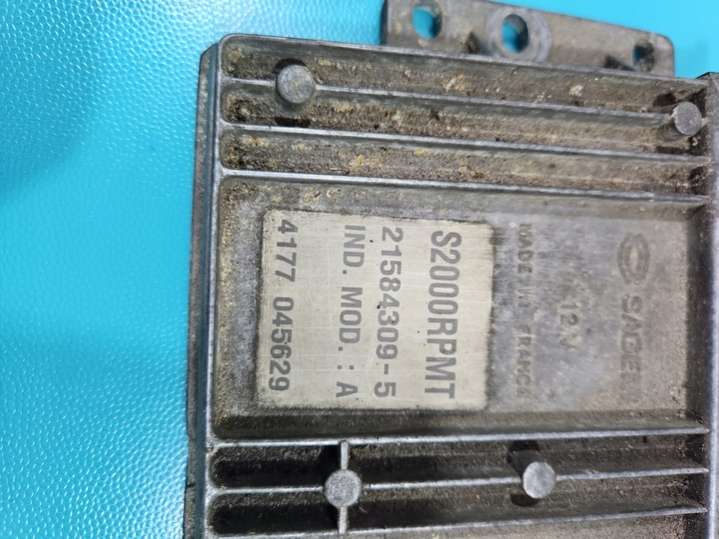 SAGEM
12 V
MADE IN FRANCE
S2000RPMT
21584309-5
IND. MOD. : A
4177 045629